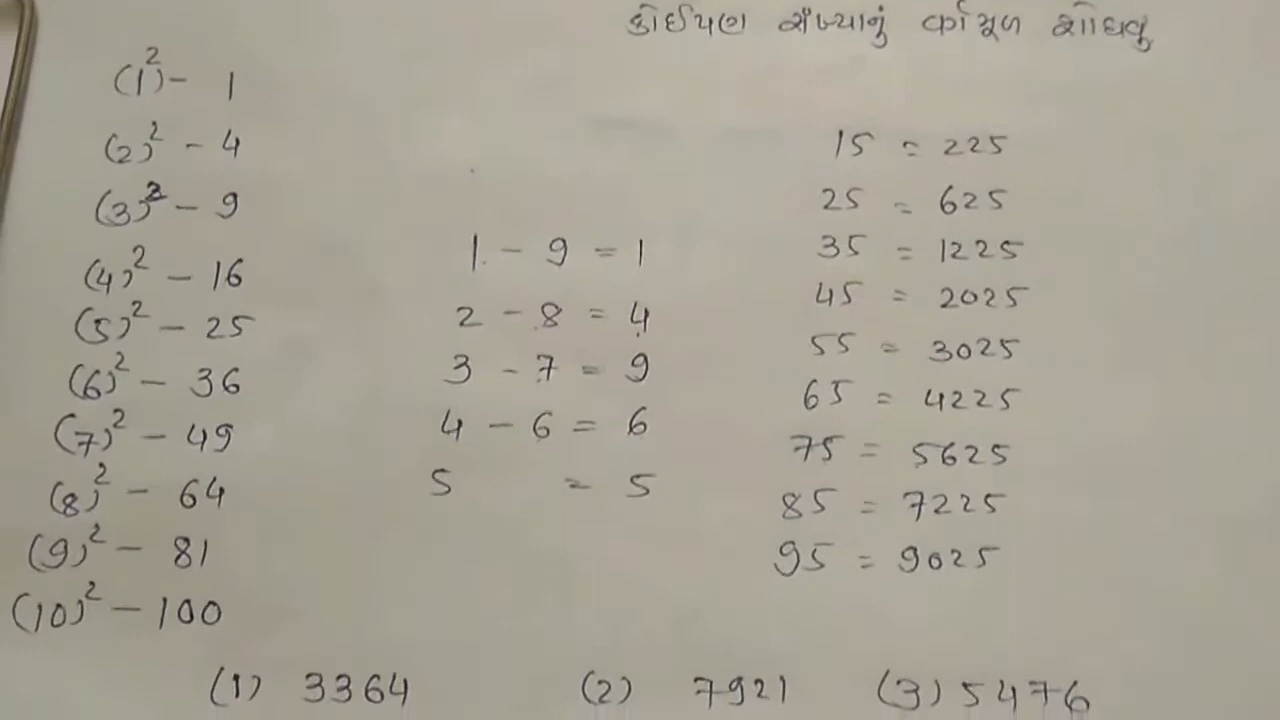 કોઈપણ સંખ્યાનું વર્ગમૂળ શોધવુ
(1)² - 1
(2)² - 4
(3)² - 9
(4)² - 16
(5)² - 25
(6)² - 36
(7)² - 49
(8)² - 64
(9)² - 81
(10)² - 100
1 - 9 = 1
2 - 8 = 4
3 - 7 = 9
4 - 6 = 6
5 = 5
15 = 225
25 = 625
35 = 1225
45 = 2025
55 = 3025
65 = 4225
75 = 5625
85 = 7225
95 = 9025
(1) 3364 (2) 7921 (3) 5476